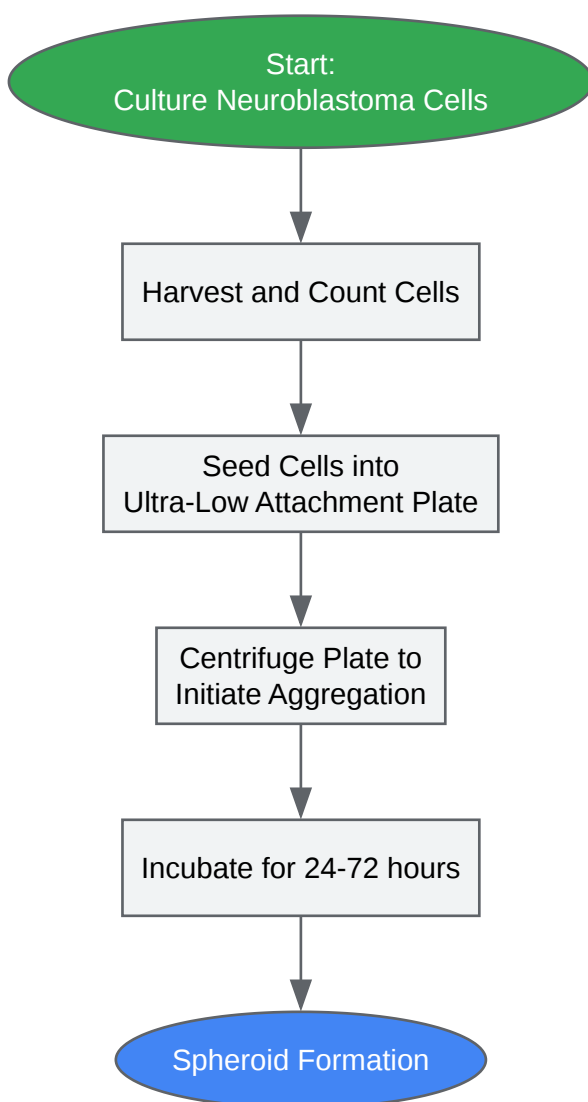 Start:
Culture Neuroblastoma Cells
Harvest and Count Cells
Seed Cells into
Ultra-Low Attachment Plate
Centrifuge Plate to
Initiate Aggregation
Incubate for 24-72 hours
Spheroid Formation